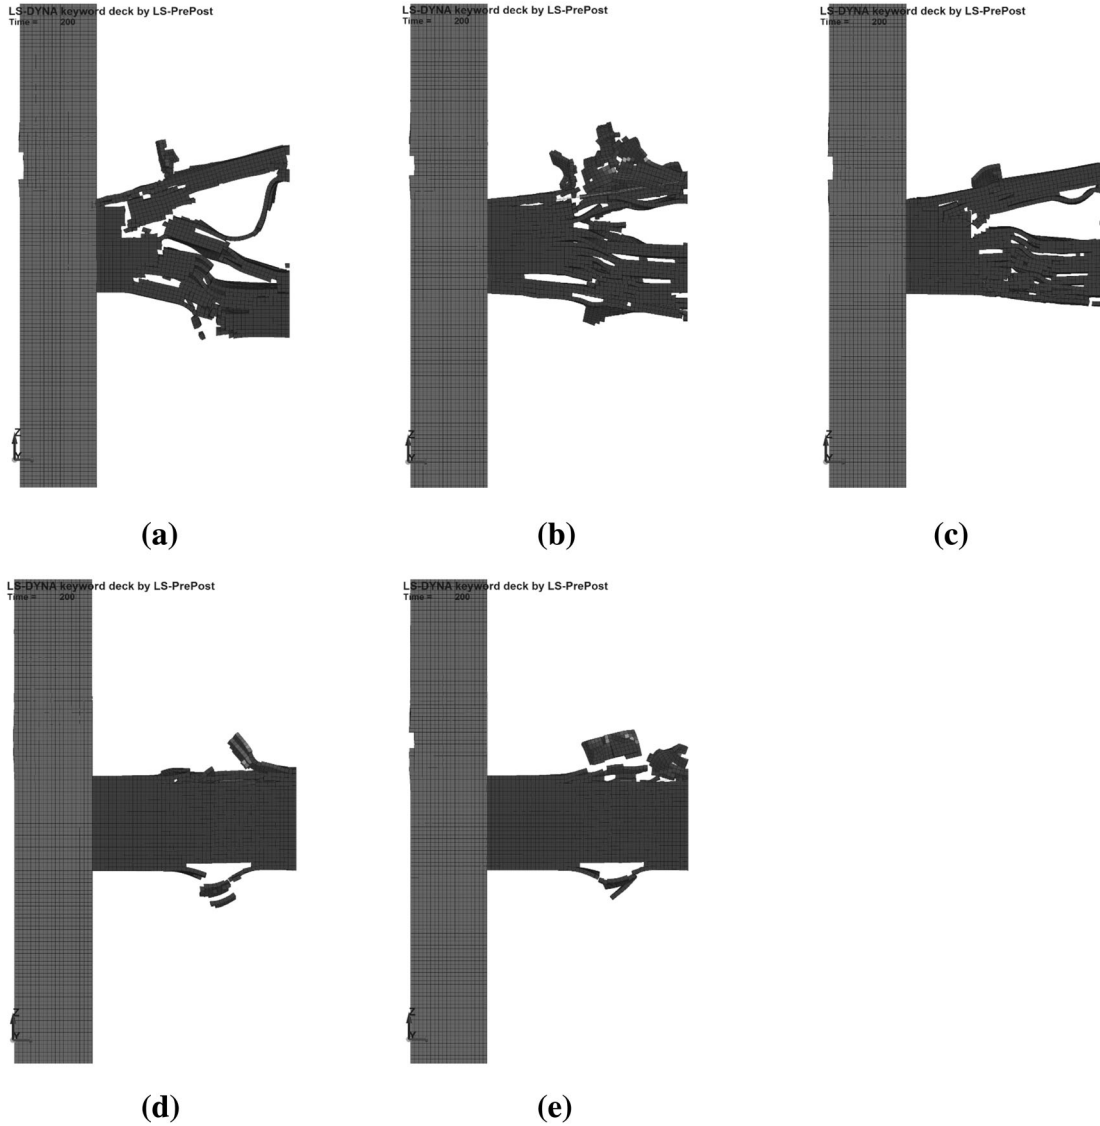 LS-DYNA keyword deck by LS-PrePost
Time = 200
LS-DYNA keyword deck by LS-PrePost
Time = 200
LS-DYNA keyword deck by LS-PrePost
Time = 200
Z
Y
Z
Y
Z
Y
(a)
(b)
(c)
LS-DYNA keyword deck by LS-PrePost
Time = 200
LS-DYNA keyword deck by LS-PrePost
Time = 200
Z
Y
Z
Y
(d)
(e)